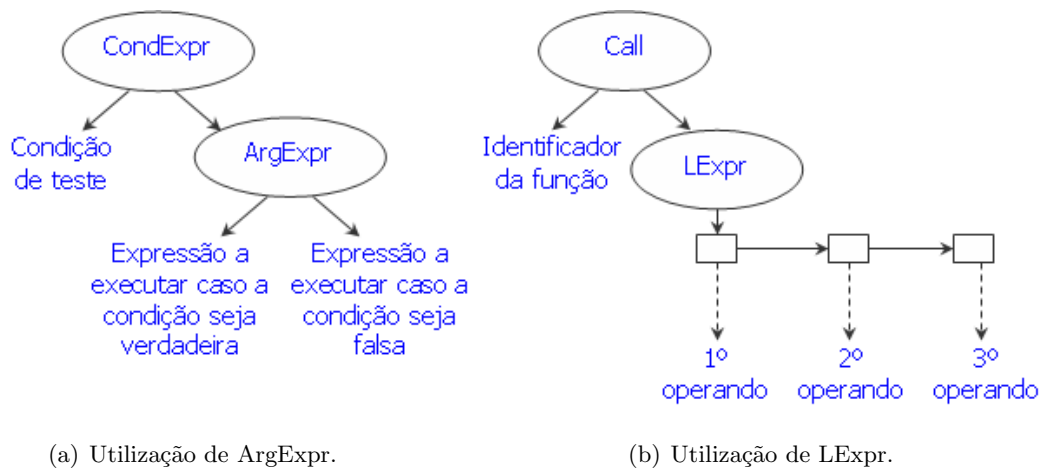 CondExpr
Condição
de teste
ArgExpr
Expressão a
executar caso a
condição seja
verdadeira
Expressão a
executar caso a
condição seja
falsa
(a) Utilização de ArgExpr.
Call
Identificador
da função
LExpr
1º
operando
2º
operando
3º
operando
(b) Utilização de LExpr.